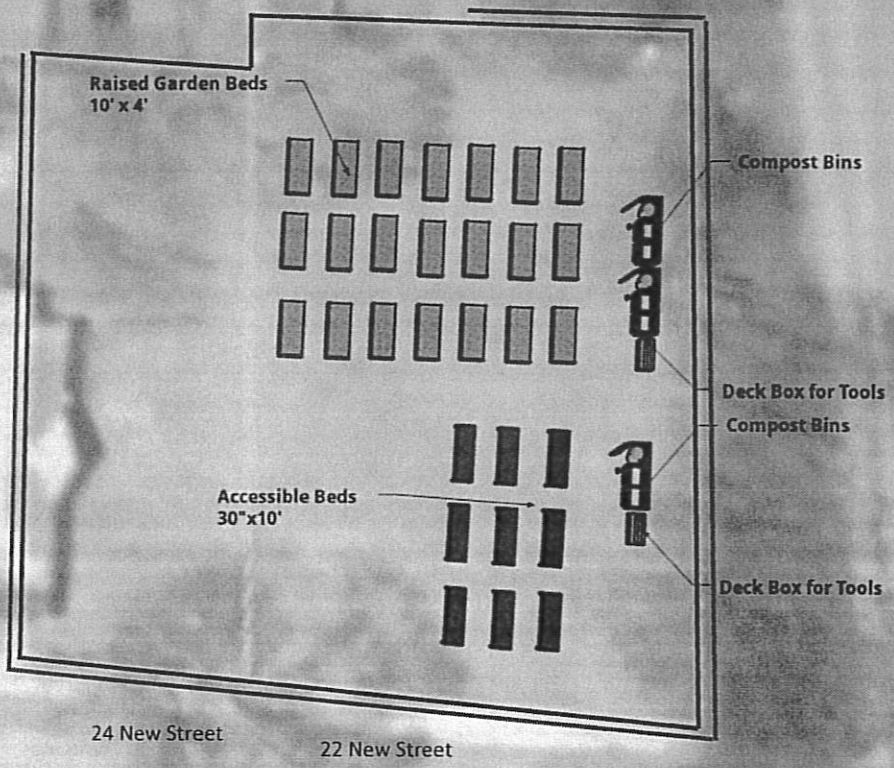 Raised Garden Beds
10' x 4'
Compost Bins
Deck Box for Tools
Compost Bins
Accessible Beds
30"x10'
Deck Box for Tools
24 New Street
22 New Street